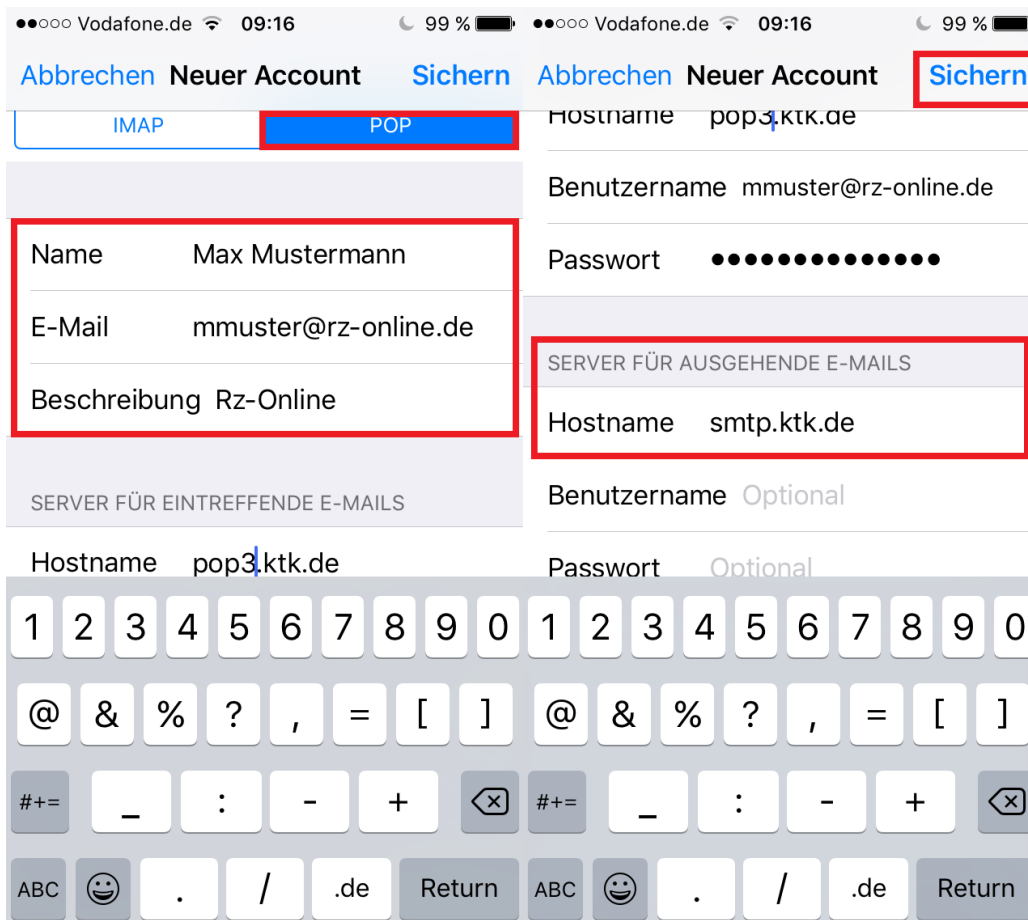 Vodafone.de 09:16 99 %
Abbrechen Neuer Account Sichern
IMAP POP
Name Max Mustermann
E-Mail mmuster@rz-online.de
Beschreibung Rz-Online
SERVER FÜR EINTREFFENDE E-MAILS
Hostname pop3.ktk.de
1 2 3 4 5 6 7 8 9 0
@ & % ? , = [ ]
#+= _ : - +
ABC . / .de Return
Vodafone.de 09:16 99 %
Abbrechen Neuer Account Sichern
Hostname pop3.ktk.de
Benutzername mmuster@rz-online.de
Passwort ●●●●●●●●●●●●●●
SERVER FÜR AUSGEHENDE E-MAILS
Hostname smtp.ktk.de
Benutzername Optional
Passwort Optional
1 2 3 4 5 6 7 8 9 0
@ & % ? , = [ ]
#+= _ : - +
ABC . / .de Return